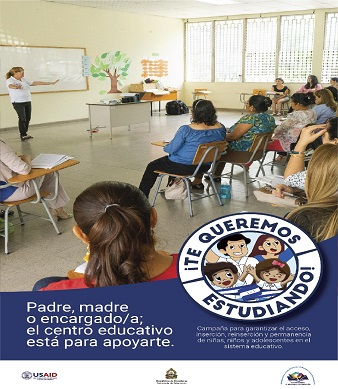 ¡TE QUEREMOS
ESTUDIANDO!
Padre, madre
o encargado/a;
el centro educativo
está para apoyarte.
Campaña para garantizar el acceso,
inserción, reinserción y permanencia
de niñas, niños y adolescentes en el
sistema educativo.
USAID